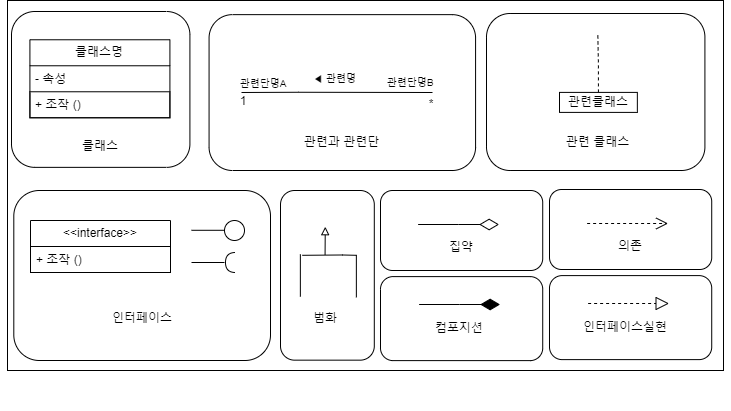 클래스명
- 속성
+ 조작 ()
클래스
관련단명A
◀ 관련명
관련단명B
1
*
관련과 관련단
관련클래스
관련 클래스
<<interface>>
+ 조작 ()
인터페이스
범화
집약
의존
컴포지션
인터페이스실현